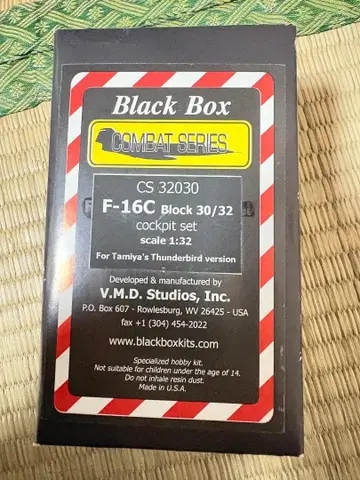 Black Box
COMBAT SERIES
CS 32030
F-16C Block 30/32
cockpit set
scale 1:32
For Tamiya's Thunderbird version
Developed & manufactured by
V.M.D. Studios, Inc.
P.O. Box 607 - Rowlesburg, WV 26425 - USA
fax +1 (304) 454-2022
www.blackboxkits.com
Specialized hobby kit.
Not suitable for children under the age of 14.
Do not inhale resin dust.
Made in U.S.A.